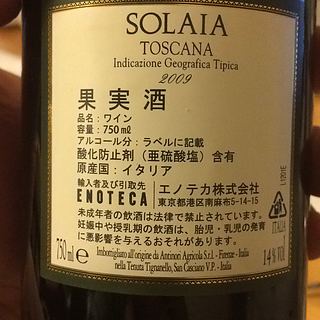 SOLAIA
TOSCANA
Indicazione Geografica Tipica
2009
果実酒
品名：ワイン
容量：750mℓ
アルコール分：ラベルに記載
酸化防止剤（亜硫酸塩）含有
原産国：イタリア
輸入者及び引取先
ENOTECA
エノテカ株式会社
東京都港区南麻布5-14-15
未成年者の飲酒は法律で禁止されています。
妊娠中や授乳期の飲酒は、胎児・乳児の発育
に悪影響を与えるおそれがあります。
750 ml e
Imbottigliato all'origine da Antinori Agricola S.r.l. - Firenze - Italia
nella Tenuta Tignanello, San Casciano V.P. - Italia
14% VOL
ITALIA